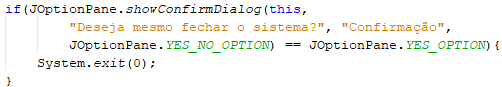 if(JOptionPane.showConfirmDialog(this,
"Deseja mesmo fechar o sistema?", "Confirmação",
JOptionPane.YES_NO_OPTION) == JOptionPane.YES_OPTION){
System.exit(0);
}